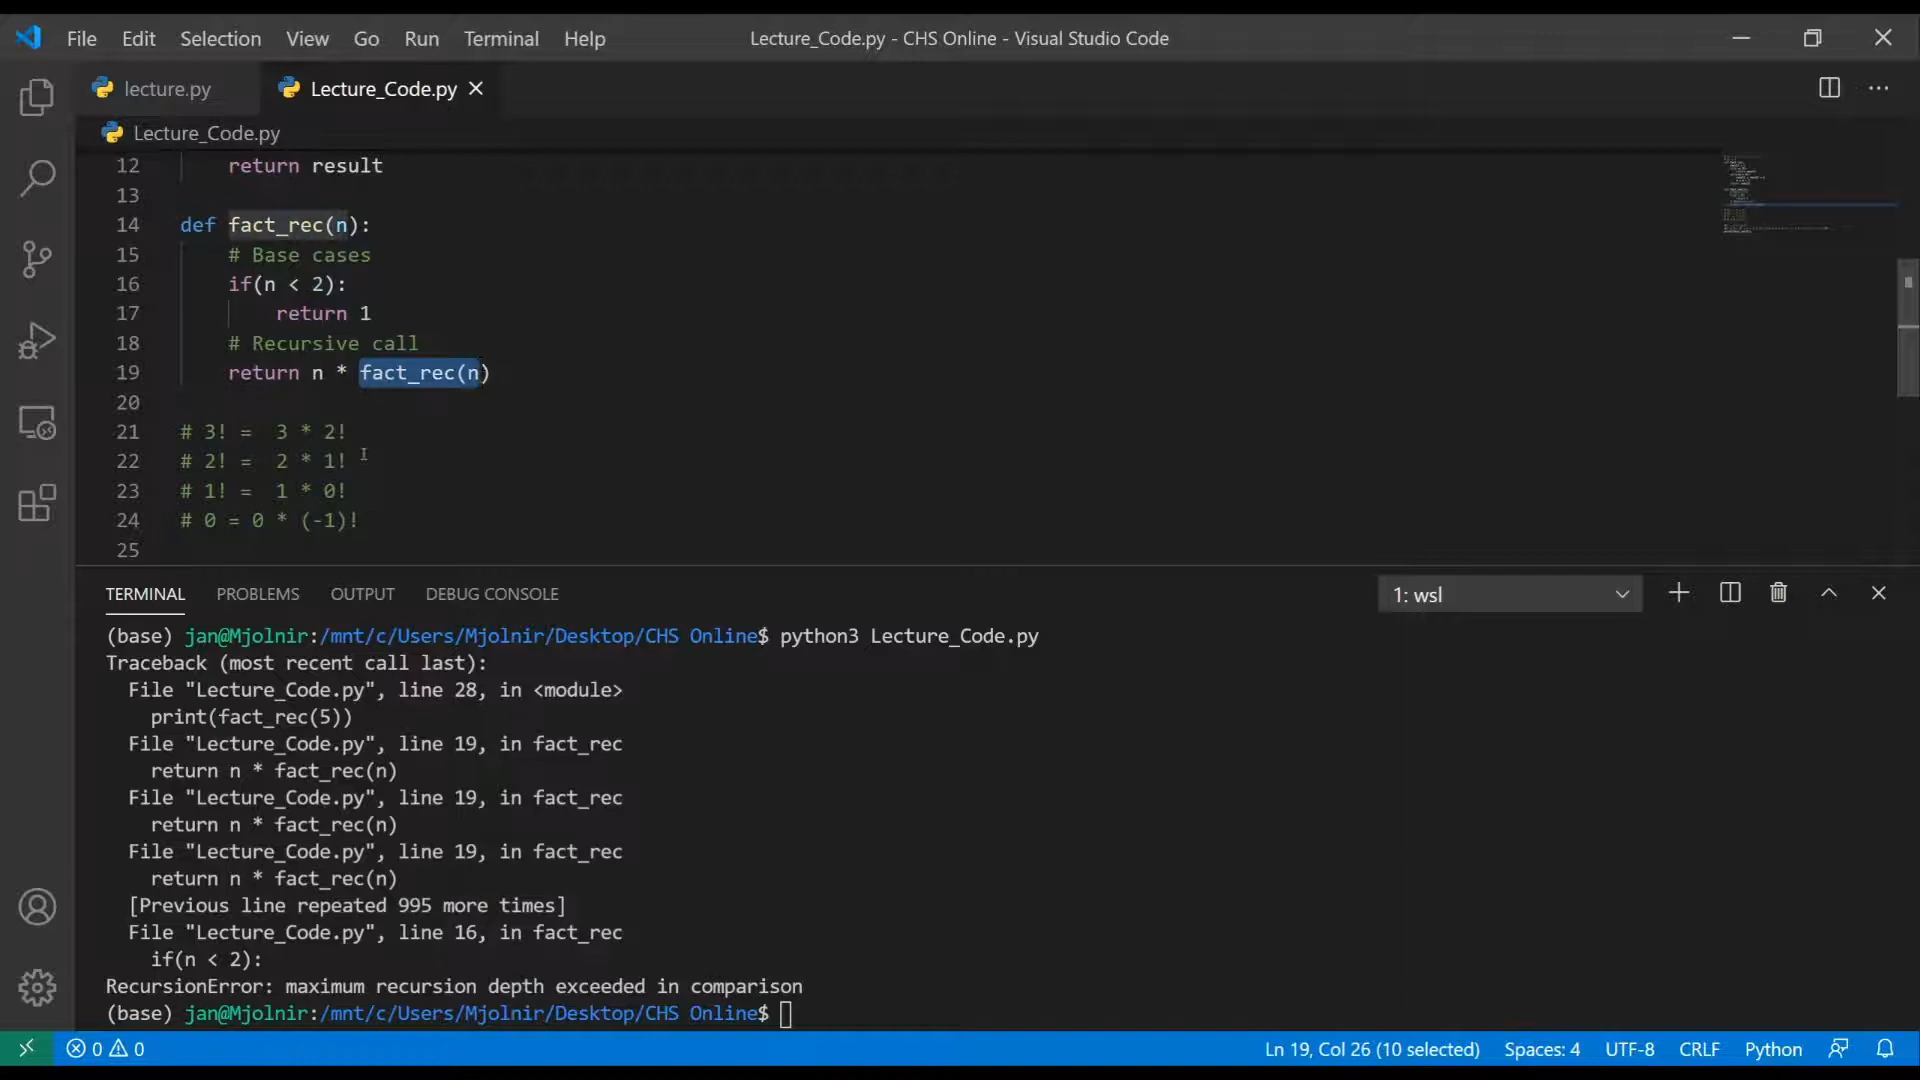 File Edit Selection View Go Run Terminal Help Lecture_Code.py - CHS Online - Visual Studio Code
lecture.py Lecture_Code.py
Lecture_Code.py
12 return result
13
14 def fact_rec(n):
15 # Base cases
16 if(n < 2):
17 return 1
18 # Recursive call
19 return n * fact_rec(n)
20
21 # 3! = 3 * 2!
22 # 2! = 2 * 1!
23 # 1! = 1 * 0!
24 # 0 = 0 * (-1)!
25
TERMINAL PROBLEMS OUTPUT DEBUG CONSOLE 1: wsl
(base) jan@Mjolnir:/mnt/c/Users/Mjolnir/Desktop/CHS Online$ python3 Lecture_Code.py
Traceback (most recent call last):
File "Lecture_Code.py", line 28, in <module>
print(fact_rec(5))
File "Lecture_Code.py", line 19, in fact_rec
return n * fact_rec(n)
File "Lecture_Code.py", line 19, in fact_rec
return n * fact_rec(n)
File "Lecture_Code.py", line 19, in fact_rec
return n * fact_rec(n)
[Previous line repeated 995 more times]
File "Lecture_Code.py", line 16, in fact_rec
if(n < 2):
RecursionError: maximum recursion depth exceeded in comparison
(base) jan@Mjolnir:/mnt/c/Users/Mjolnir/Desktop/CHS Online$
0 0 Ln 19, Col 26 (10 selected) Spaces: 4 UTF-8 CRLF Python